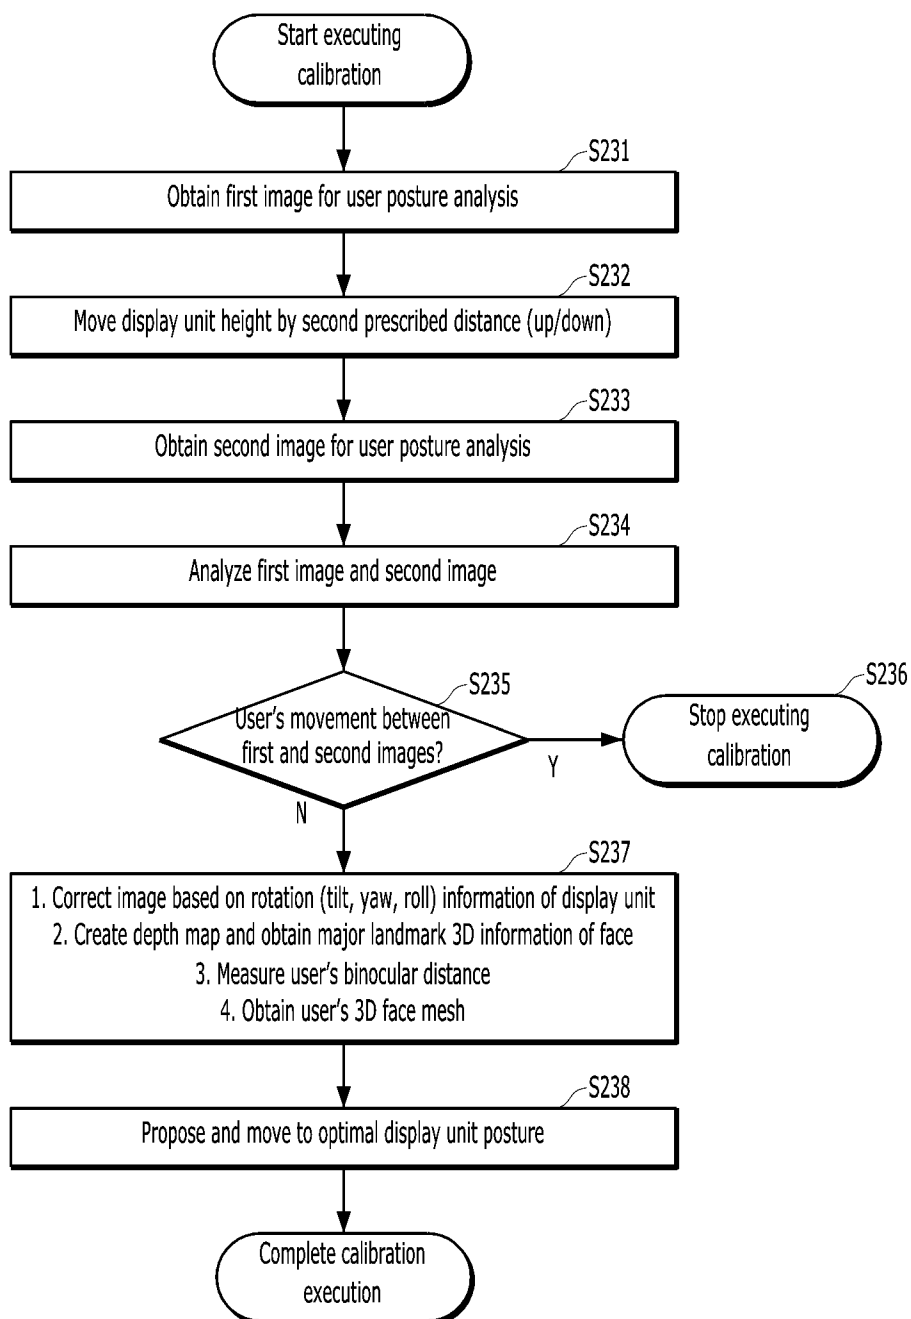 Start executing
calibration
S231
Obtain first image for user posture analysis
S232
Move display unit height by second prescribed distance (up/down)
S233
Obtain second image for user posture analysis
S234
Analyze first image and second image
S235
User's movement between
first and second images?
Y
S236
Stop executing
calibration
N
S237
1. Correct image based on rotation (tilt, yaw, roll) information of display unit
2. Create depth map and obtain major landmark 3D information of face
3. Measure user's binocular distance
4. Obtain user's 3D face mesh
S238
Propose and move to optimal display unit posture
Complete calibration
execution